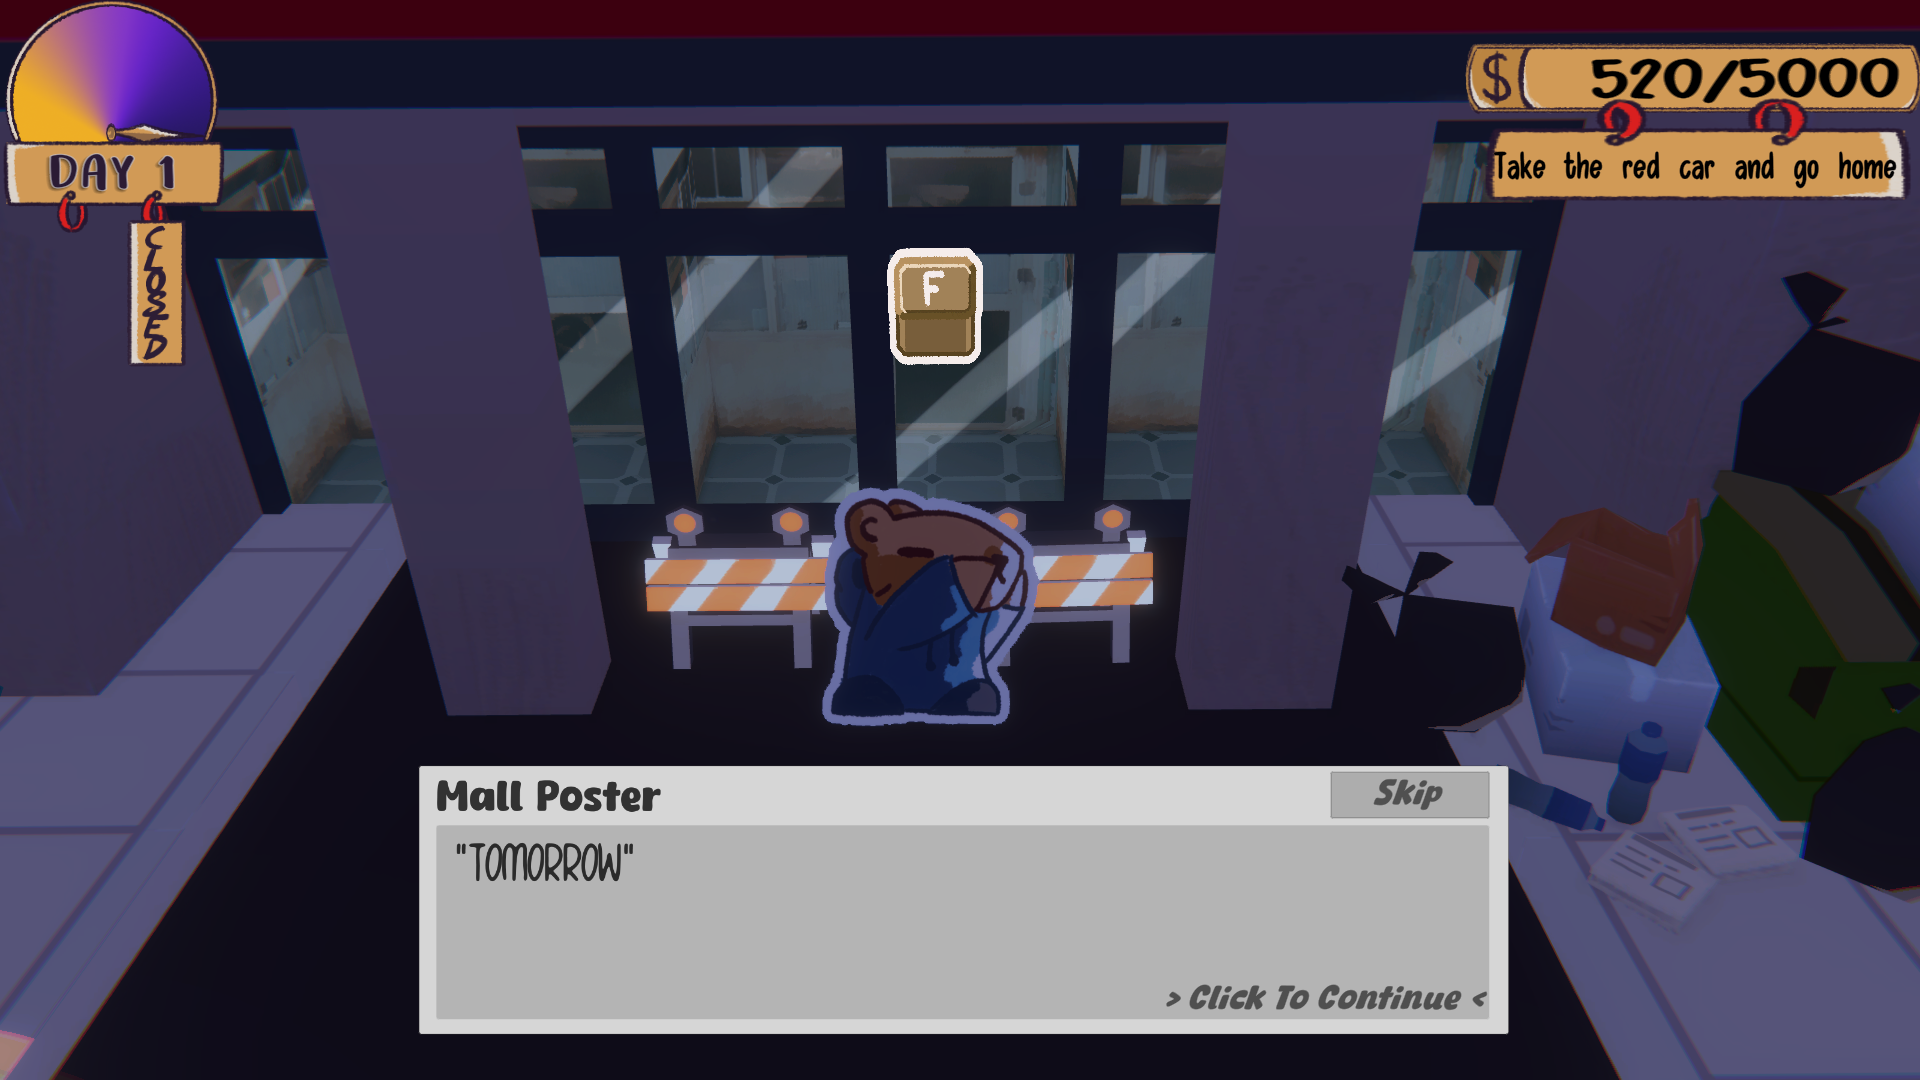 DAY 1
CLOSED
$ 520/5000
Take the red car and go home
F
Mall Poster
Skip
"TOMORROW"
> Click To Continue <